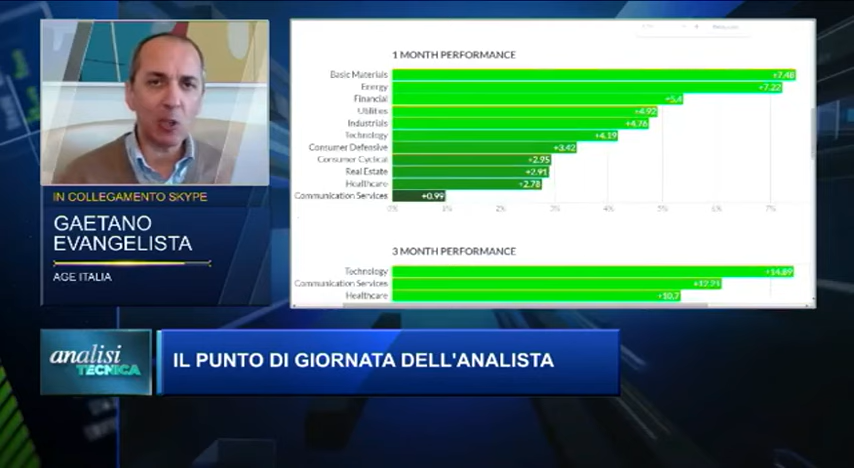 1 MONTH PERFORMANCE
Basic Materials +7.48
Energy +7.22
Financial +5.4
Utilities +4.92
Industrials +4.76
Technology +4.19
Consumer Defensive +3.42
Consumer Cyclical +2.95
Real Estate +2.91
Healthcare +2.78
Communication Services +0.99
0% 1% 2% 3% 4% 5% 6% 7%
3 MONTH PERFORMANCE
Technology +14.89
Communication Services +12.21
Healthcare +10.7
IN COLLEGAMENTO SKYPE
GAETANO
EVANGELISTA
AGE ITALIA
analisi
TECNICA
IL PUNTO DI GIORNATA DELL'ANALISTA